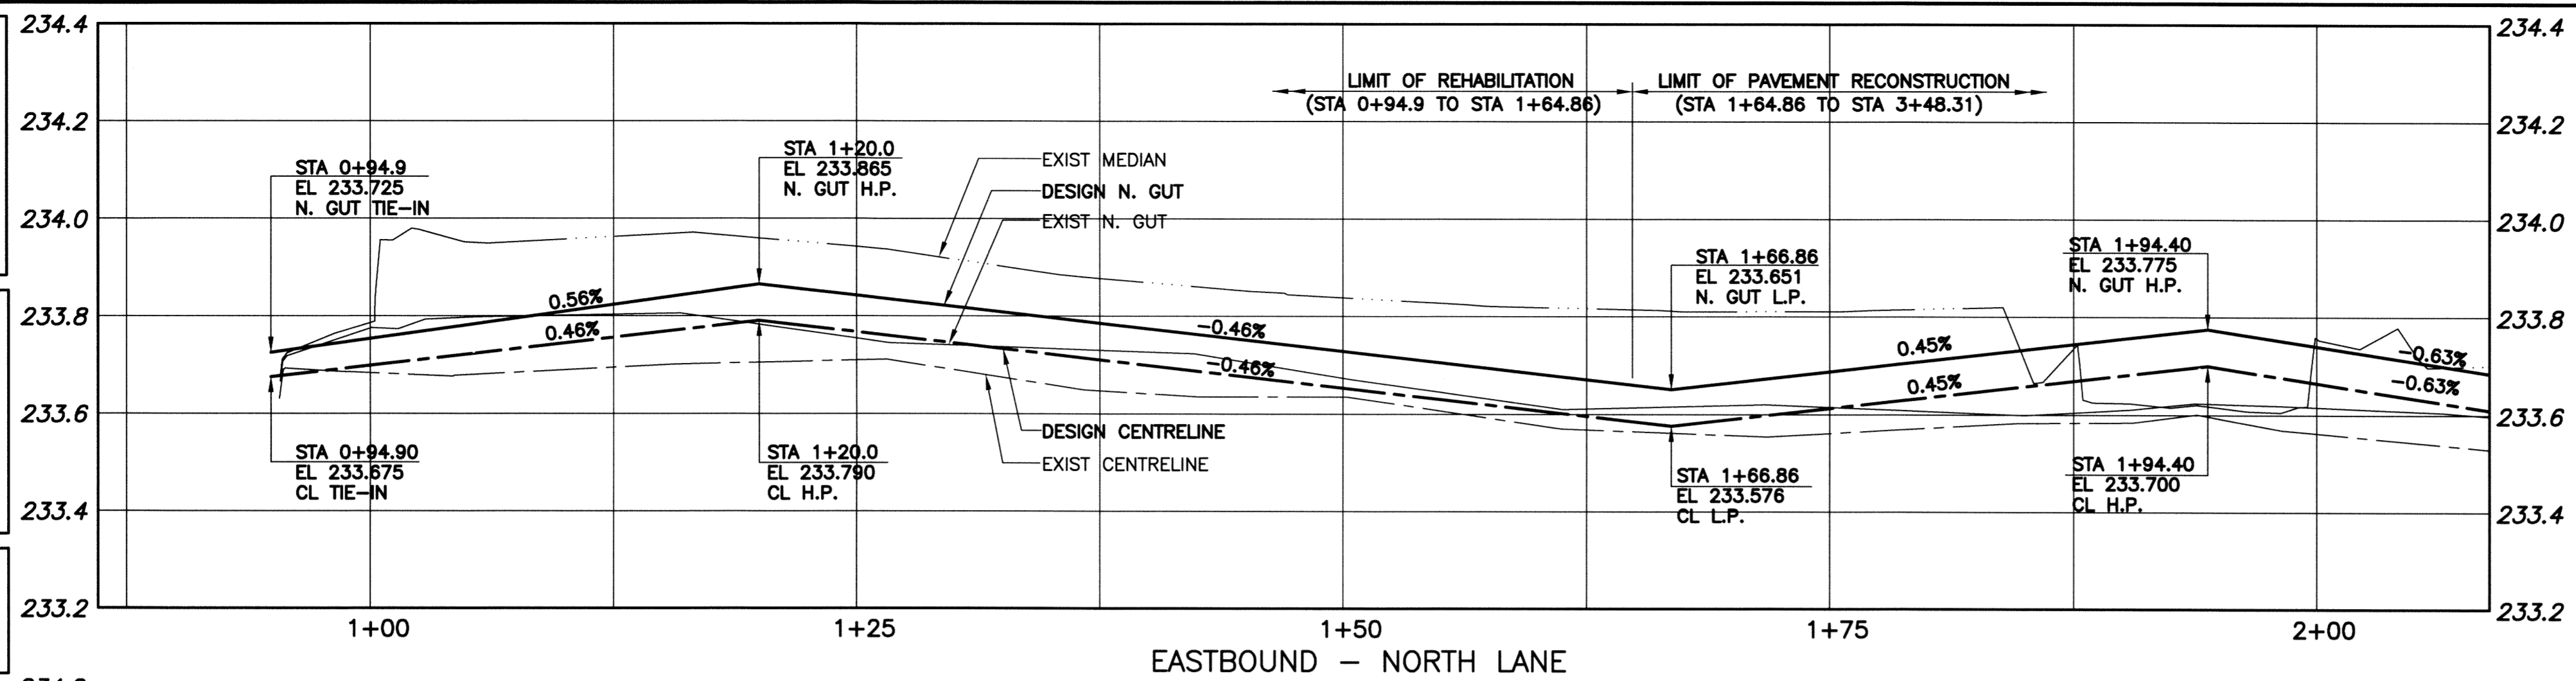 234.4
234.4
LIMIT OF REHABILITATION
(STA 0+94.9 TO STA 1+64.86)
LIMIT OF PAVEMENT RECONSTRUCTION
(STA 1+64.86 TO STA 3+48.31)
234.2
234.2
STA 0+94.9
EL 233.725
N. GUT TIE-IN
STA 1+20.0
EL 233.865
N. GUT H.P.
EXIST MEDIAN
DESIGN N. GUT
EXIST N. GUT
234.0
234.0
STA 1+66.86
EL 233.651
N. GUT L.P.
STA 1+94.40
EL 233.775
N. GUT H.P.
0.56%
0.46%
-0.46%
-0.46%
0.45%
0.45%
-0.63%
-0.63%
233.8
233.8
233.6
233.6
STA 0+94.90
EL 233.675
CL TIE-IN
STA 1+20.0
EL 233.790
CL H.P.
DESIGN CENTRELINE
EXIST CENTRELINE
STA 1+66.86
EL 233.576
CL L.P.
STA 1+94.40
EL 233.700
CL H.P.
233.4
233.4
233.2
233.2
1+00
1+25
1+50
1+75
2+00
EASTBOUND - NORTH LANE